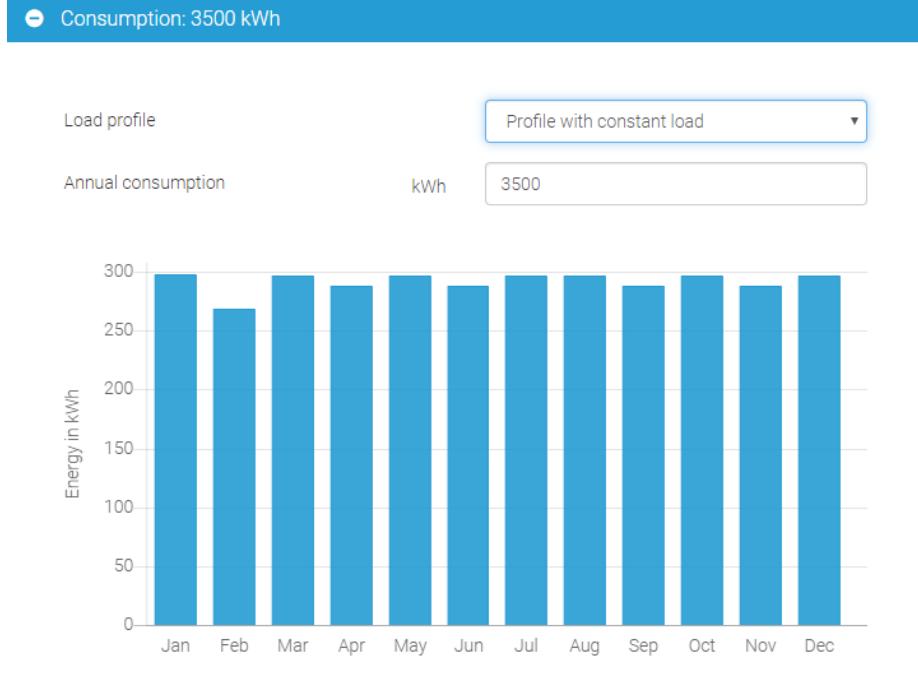 Consumption: 3500 kWh
Load profile Profile with constant load
Annual consumption kWh 3500
300
250
200
150
100
50
0
Energy in kWh
Jan Feb Mar Apr May Jun Jul Aug Sep Oct Nov Dec